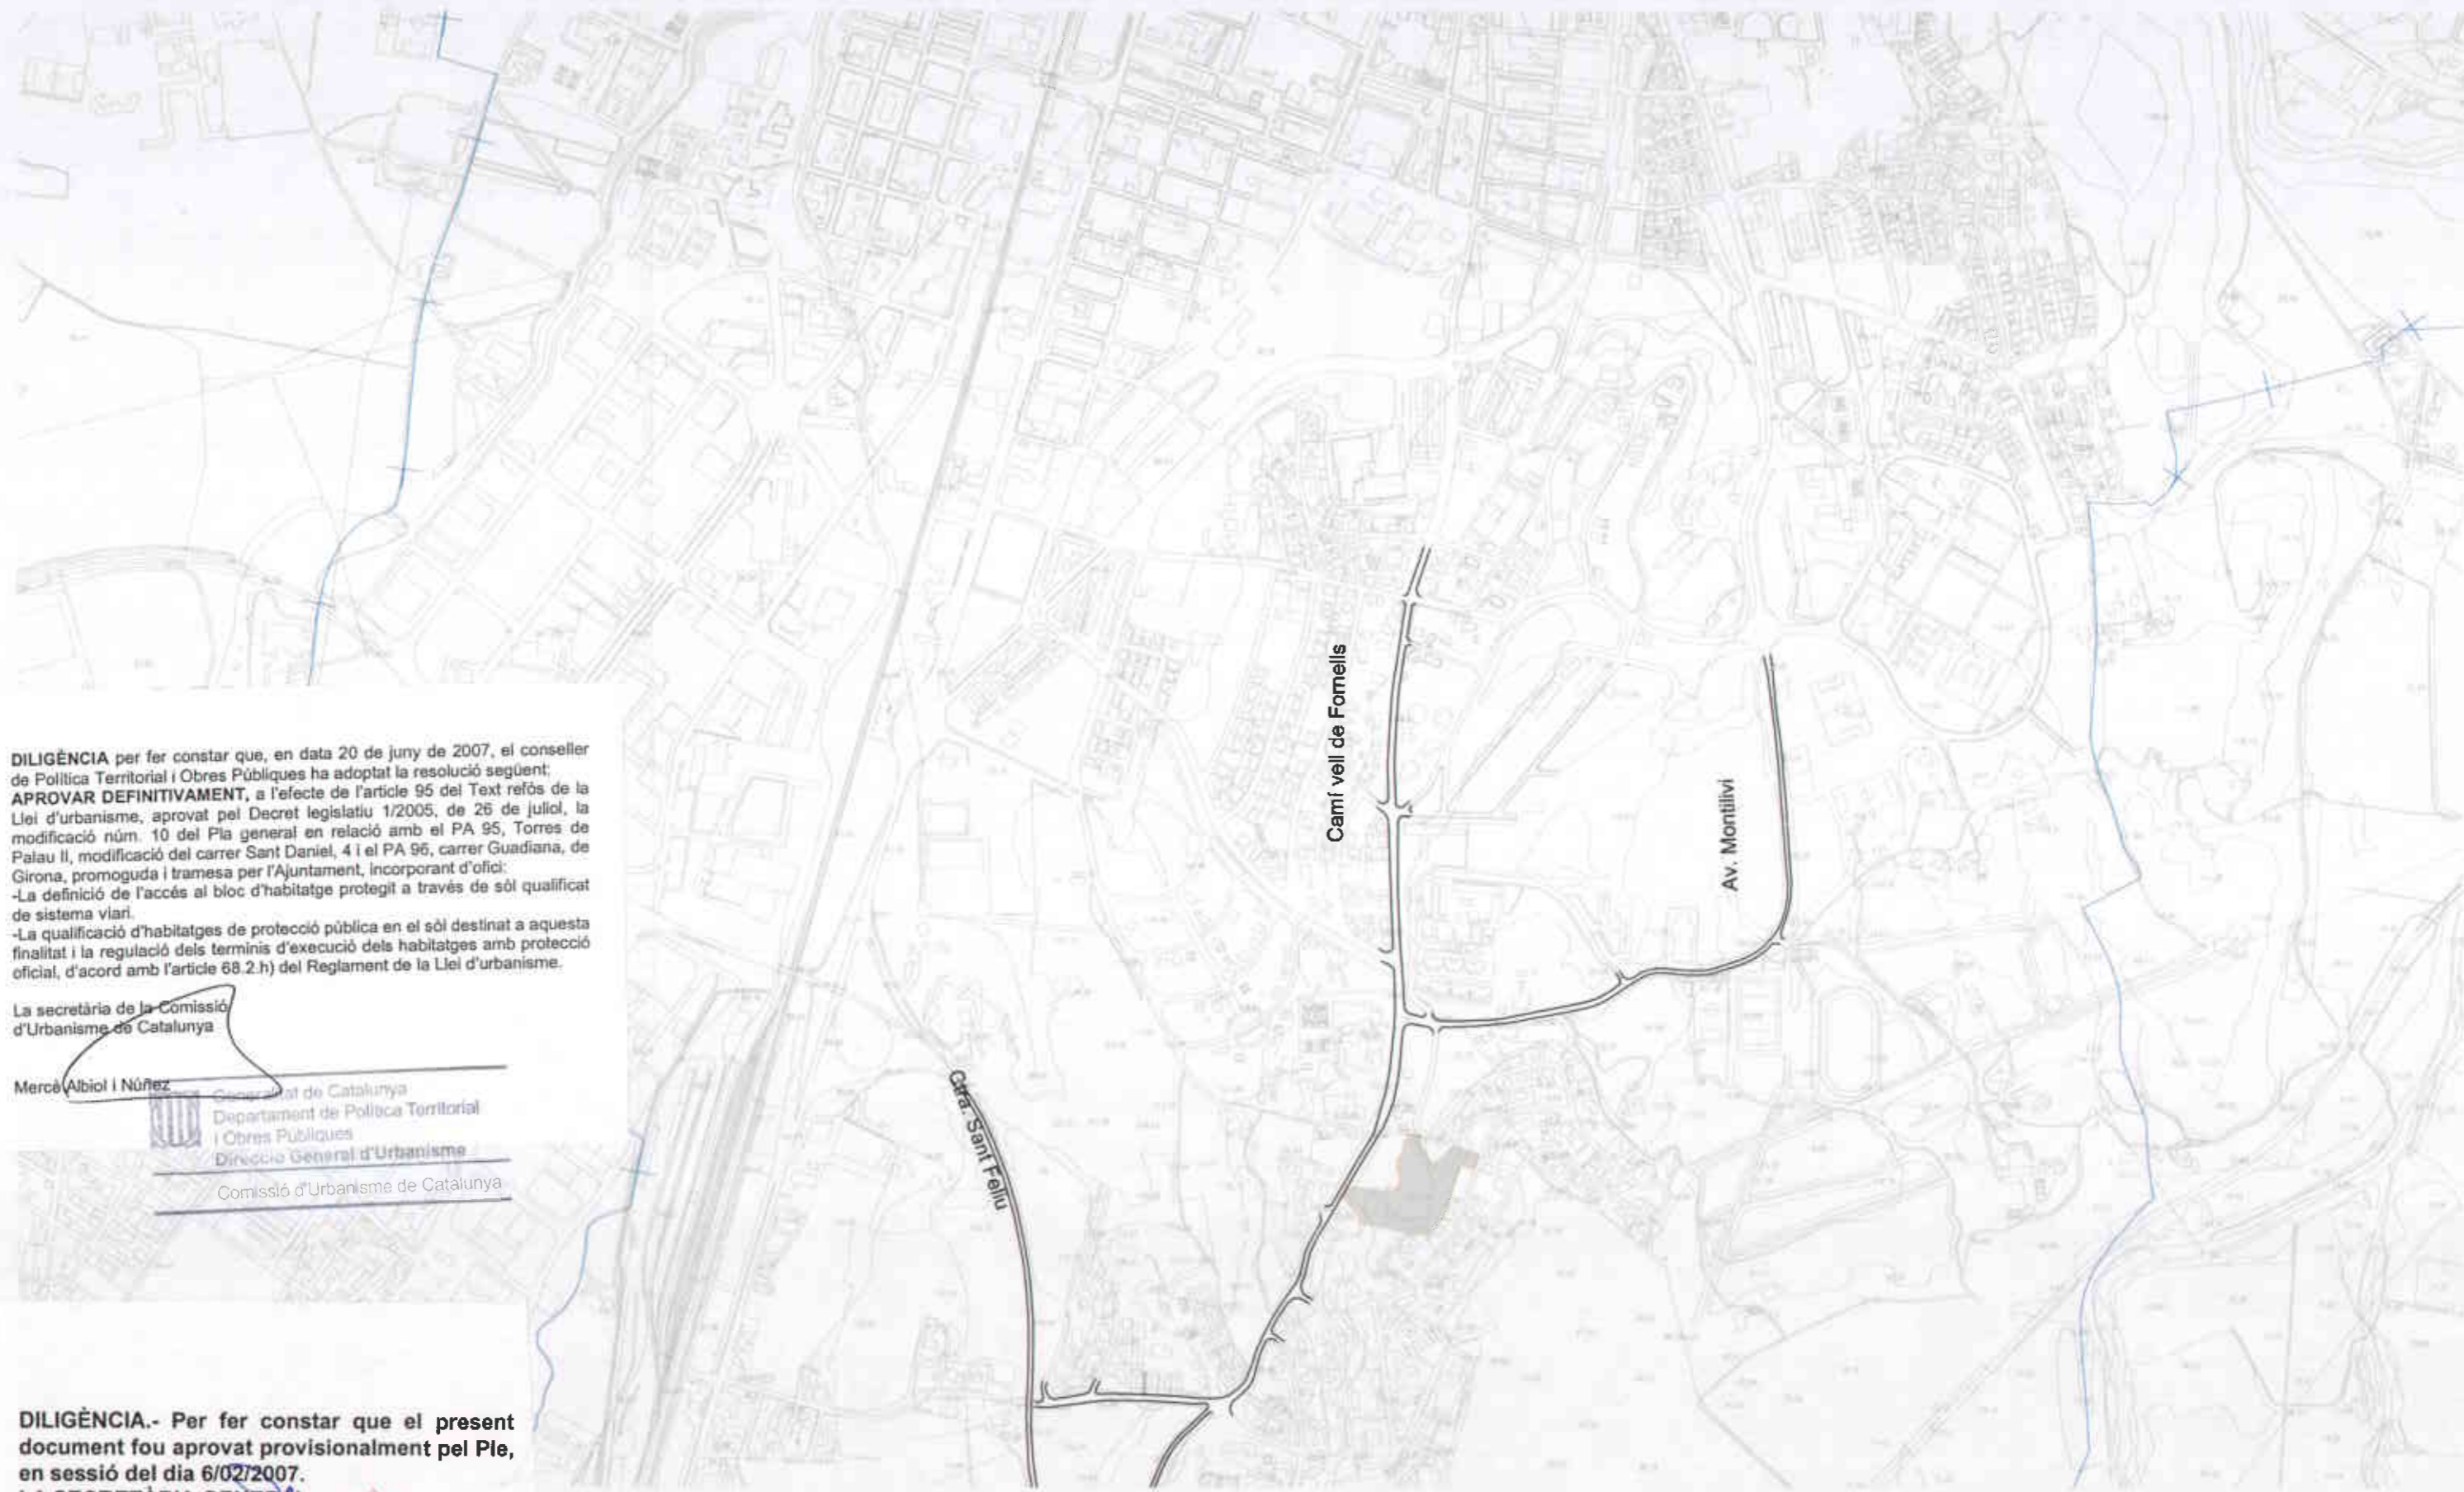 DILIGÈNCIA per fer constar que, en data 20 de juny de 2007, el conseller
de Política Territorial i Obres Públiques ha adoptat la resolució següent:
APROVAR DEFINITIVAMENT, a l'efecte de l'article 95 del Text refós de la
Llei d'urbanisme, aprovat pel Decret legislatiu 1/2005, de 26 de juliol, la
modificació núm. 10 del Pla general en relació amb el PA 95, Torres de
Palau II, modificació del carrer Sant Daniel, 4 i el PA 96, carrer Guadiana, de
Girona, promoguda i tramesa per l'Ajuntament, incorporant d'ofici:
-La definició de l'accés al bloc d'habitatge protegit a través de sòl qualificat
de sistema viari.
-La qualificació d'habitatges de protecció pública en el sòl destinat a aquesta
finalitat i la regulació dels terminis d'execució dels habitatges amb protecció
oficial, d'acord amb l'article 68.2.h) del Reglament de la Llei d'urbanisme.
La secretària de la Comissió
d'Urbanisme de Catalunya
Mercè Albiol i Núñez
Generalitat de Catalunya
Departament de Política Territorial
i Obres Públiques
Direcció General d'Urbanisme
Comissió d'Urbanisme de Catalunya
DILIGÈNCIA.- Per fer constar que el present
document fou aprovat provisionalment pel Ple,
en sessió del dia 6/02/2007.
Camí vell de Fornells
Av. Montilivi
Ctra. Sant Feliu